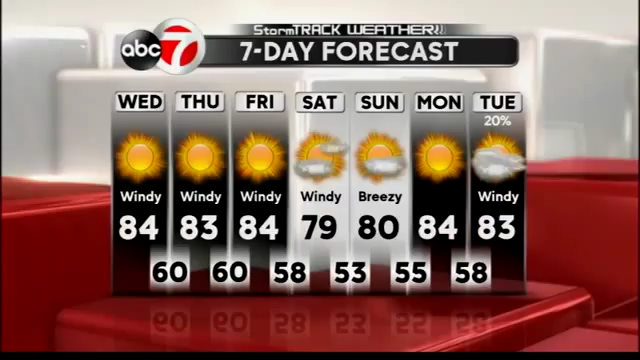 StormTRACK WEATHER
abc 7
7-DAY FORECAST
WED THU FRI SAT SUN MON TUE
20%
Windy Windy Windy Windy Breezy Windy
84 83 84 79 80 84 83
60 60 58 53 55 58